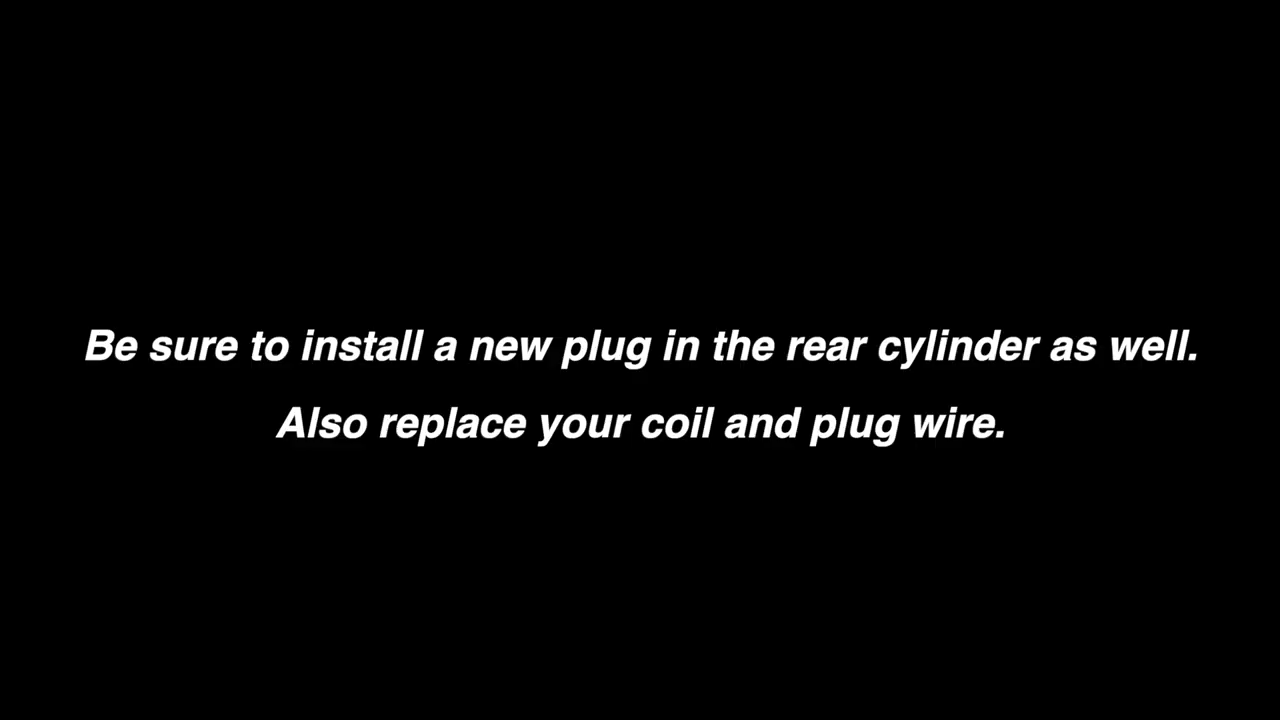 Be sure to install a new plug in the rear cylinder as well.
Also replace your coil and plug wire.